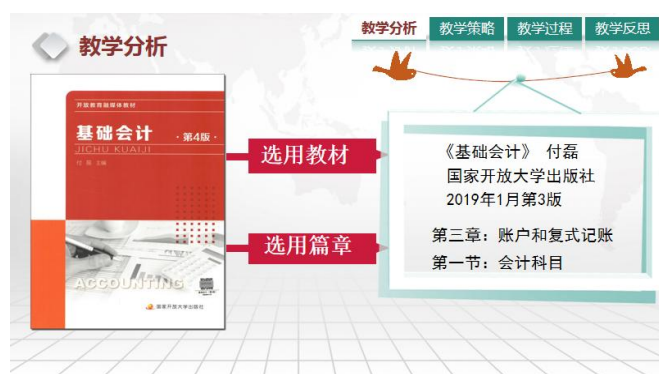 教学分析 教学策略 教学过程 教学反思
教学分析
开放教育融媒体教材
基础会计 ·第4版·
JICHU KUAIJI
付磊 主编
ACCOUNTING
国家开放大学出版社
选用教材
选用篇章
《基础会计》 付磊
国家开放大学出版社
2019年1月第3版
第三章：账户和复式记账
第一节：会计科目